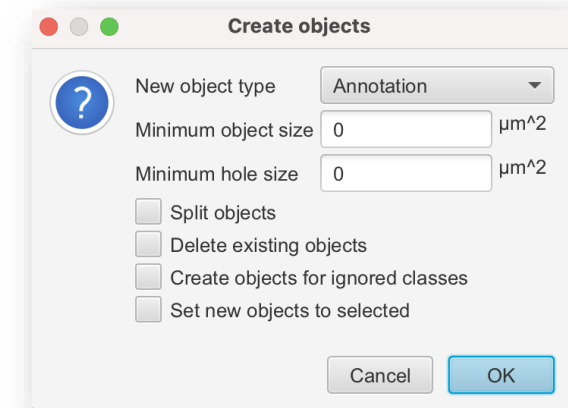 Create objects
New object type Annotation
Minimum object size 0 µm^2
Minimum hole size 0 µm^2
Split objects
Delete existing objects
Create objects for ignored classes
Set new objects to selected
Cancel OK